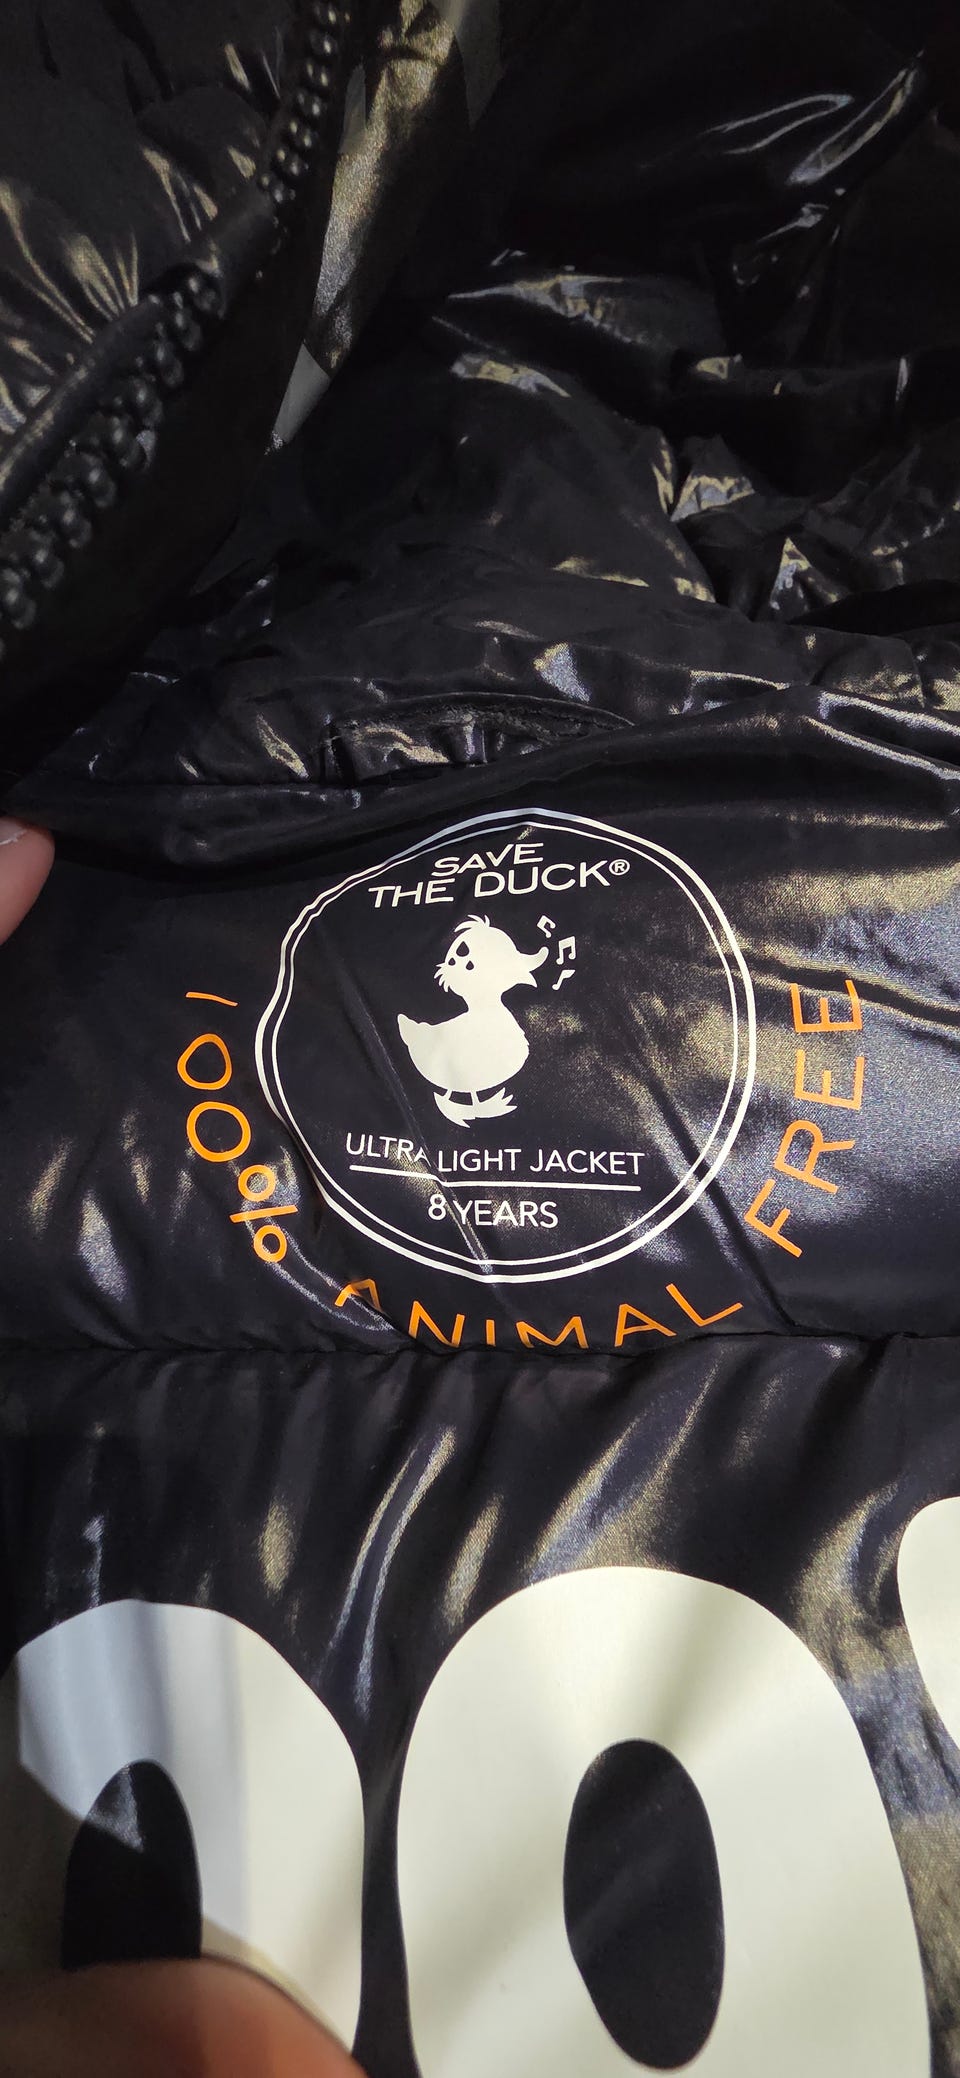 SAVE
THE DUCK®
ULTRA LIGHT JACKET
8 YEARS
100% ANIMAL FREE